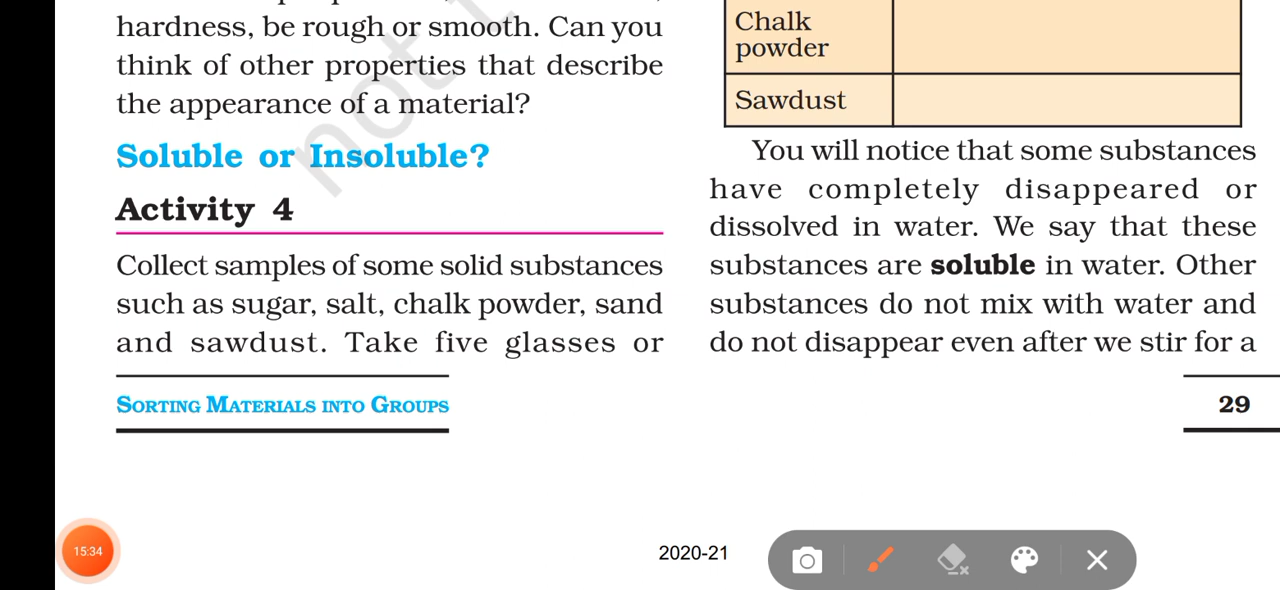 hardness, be rough or smooth. Can you
think of other properties that describe
the appearance of a material?
Soluble or Insoluble?
Activity 4
Collect samples of some solid substances
such as sugar, salt, chalk powder, sand
and sawdust. Take five glasses or
Chalk
powder
Sawdust
You will notice that some substances
have completely disappeared or
dissolved in water. We say that these
substances are soluble in water. Other
substances do not mix with water and
do not disappear even after we stir for a
SORTING MATERIALS INTO GROUPS
29
15:34
2020-21